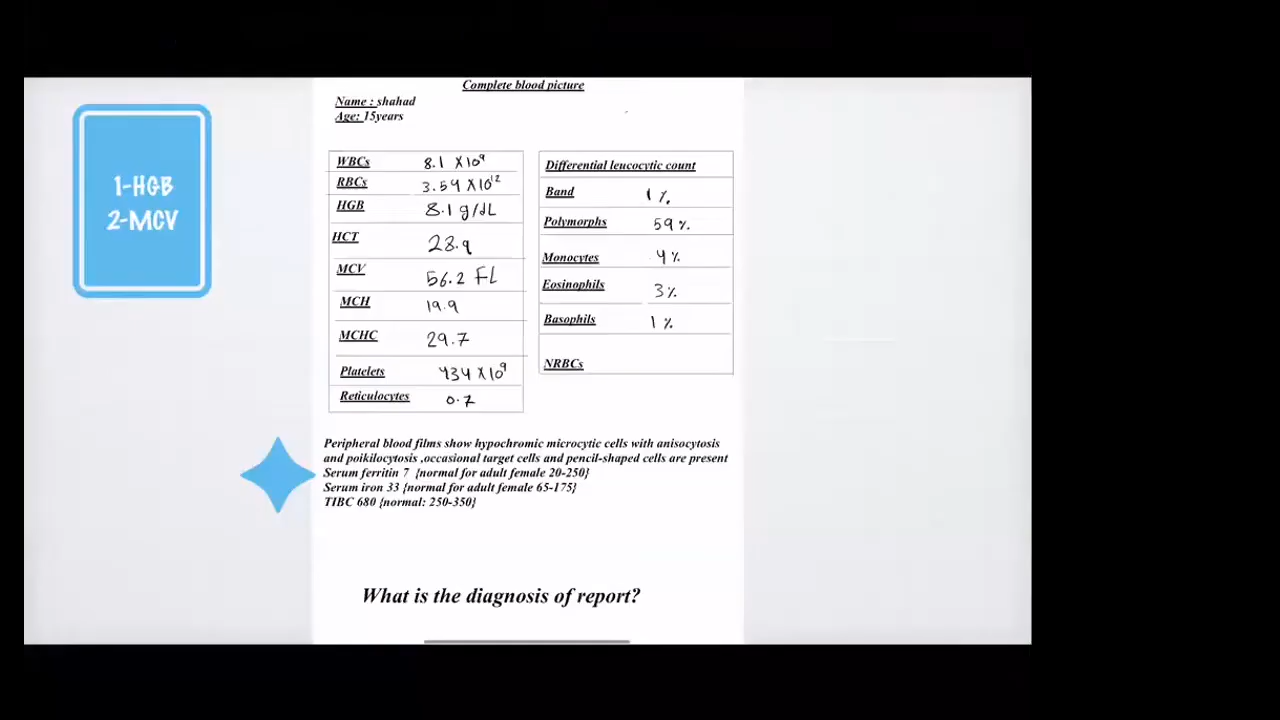 Complete blood picture
Name : shahad
Age: 15years
1-HGB
2-MCV
WBCs 8.1 X10⁹
RBCs 3.54 X10¹²
HGB 8.1 g/dL
HCT 28.9
MCV 56.2 FL
MCH 19.9
MCHC 29.7
Platelets 434 X10⁹
Reticulocytes 0.7
Differential leucocytic count
Band 1 %
Polymorphs 59 %
Monocytes 4 %
Eosinophils 3 %
Basophils 1 %
NRBCs
Peripheral blood films show hypochromic microcytic cells with anisocytosis
and poikilocytosis ,occasional target cells and pencil-shaped cells are present
Serum ferritin 7 {normal for adult female 20-250}
Serum iron 33 {normal for adult female 65-175}
TIBC 680 {normal: 250-350}
What is the diagnosis of report?